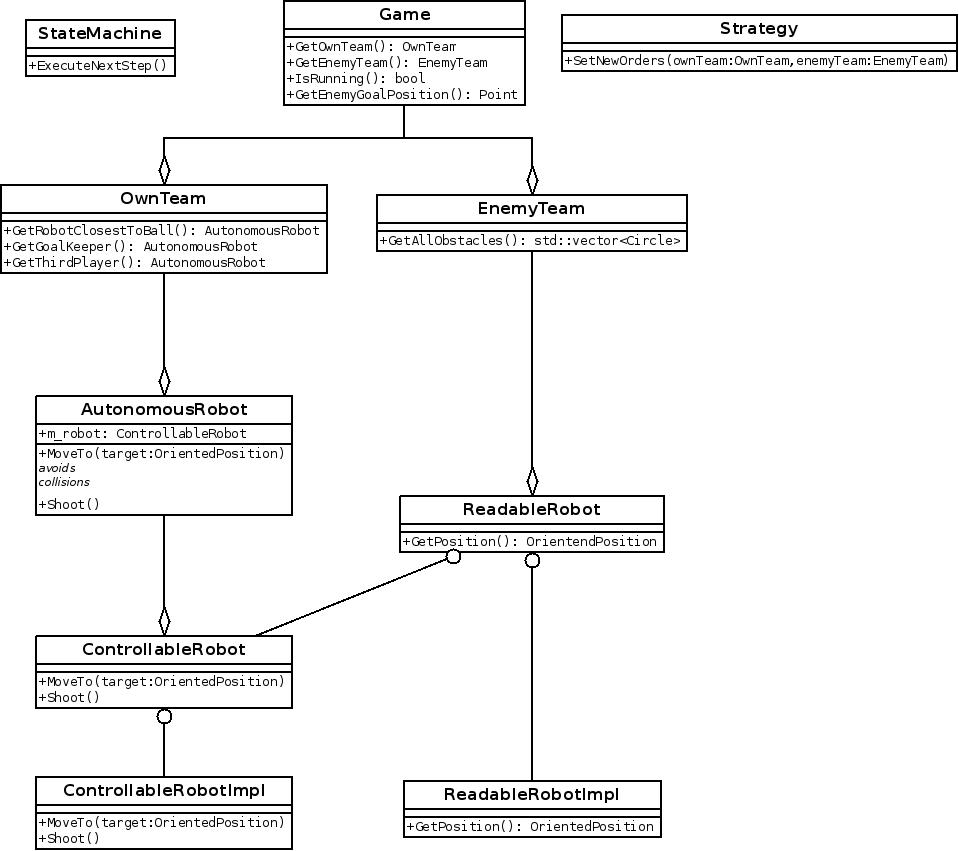 StateMachine
+ExecuteNextStep()
Game
+GetOwnTeam(): OwnTeam
+GetEnemyTeam(): EnemyTeam
+IsRunning(): bool
+GetEnemyGoalPosition(): Point
Strategy
+SetNewOrders(ownTeam:OwnTeam,enemyTeam:EnemyTeam)
OwnTeam
+GetRobotClosestToBall(): AutonomousRobot
+GetGoalKeeper(): AutonomousRobot
+GetThirdPlayer(): AutonomousRobot
EnemyTeam
+GetAllObstacles(): std::vector<Circle>
AutonomousRobot
+m_robot: ControllableRobot
+MoveTo(target:OrientedPosition)
avoids
collisions
+Shoot()
ReadableRobot
+GetPosition(): OrientendPosition
ControllableRobot
+MoveTo(target:OrientedPosition)
+Shoot()
ControllableRobotImpl
+MoveTo(target:OrientedPosition)
+Shoot()
ReadableRobotImpl
+GetPosition(): OrientedPosition